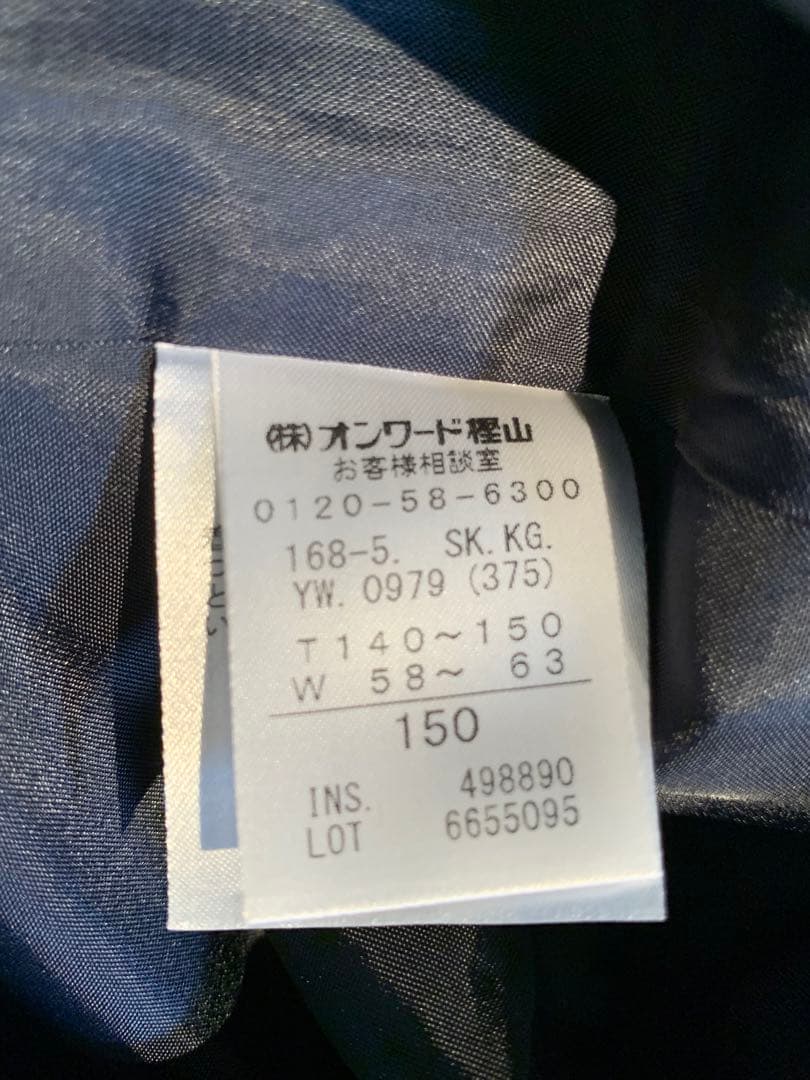 (株)オンワード樫山
お客様相談室
0120-58-6300
168-5. SK.KG.
YW. 0979 (375)
T140~150
W 58~ 63
150
INS. 498890
LOT 6655095